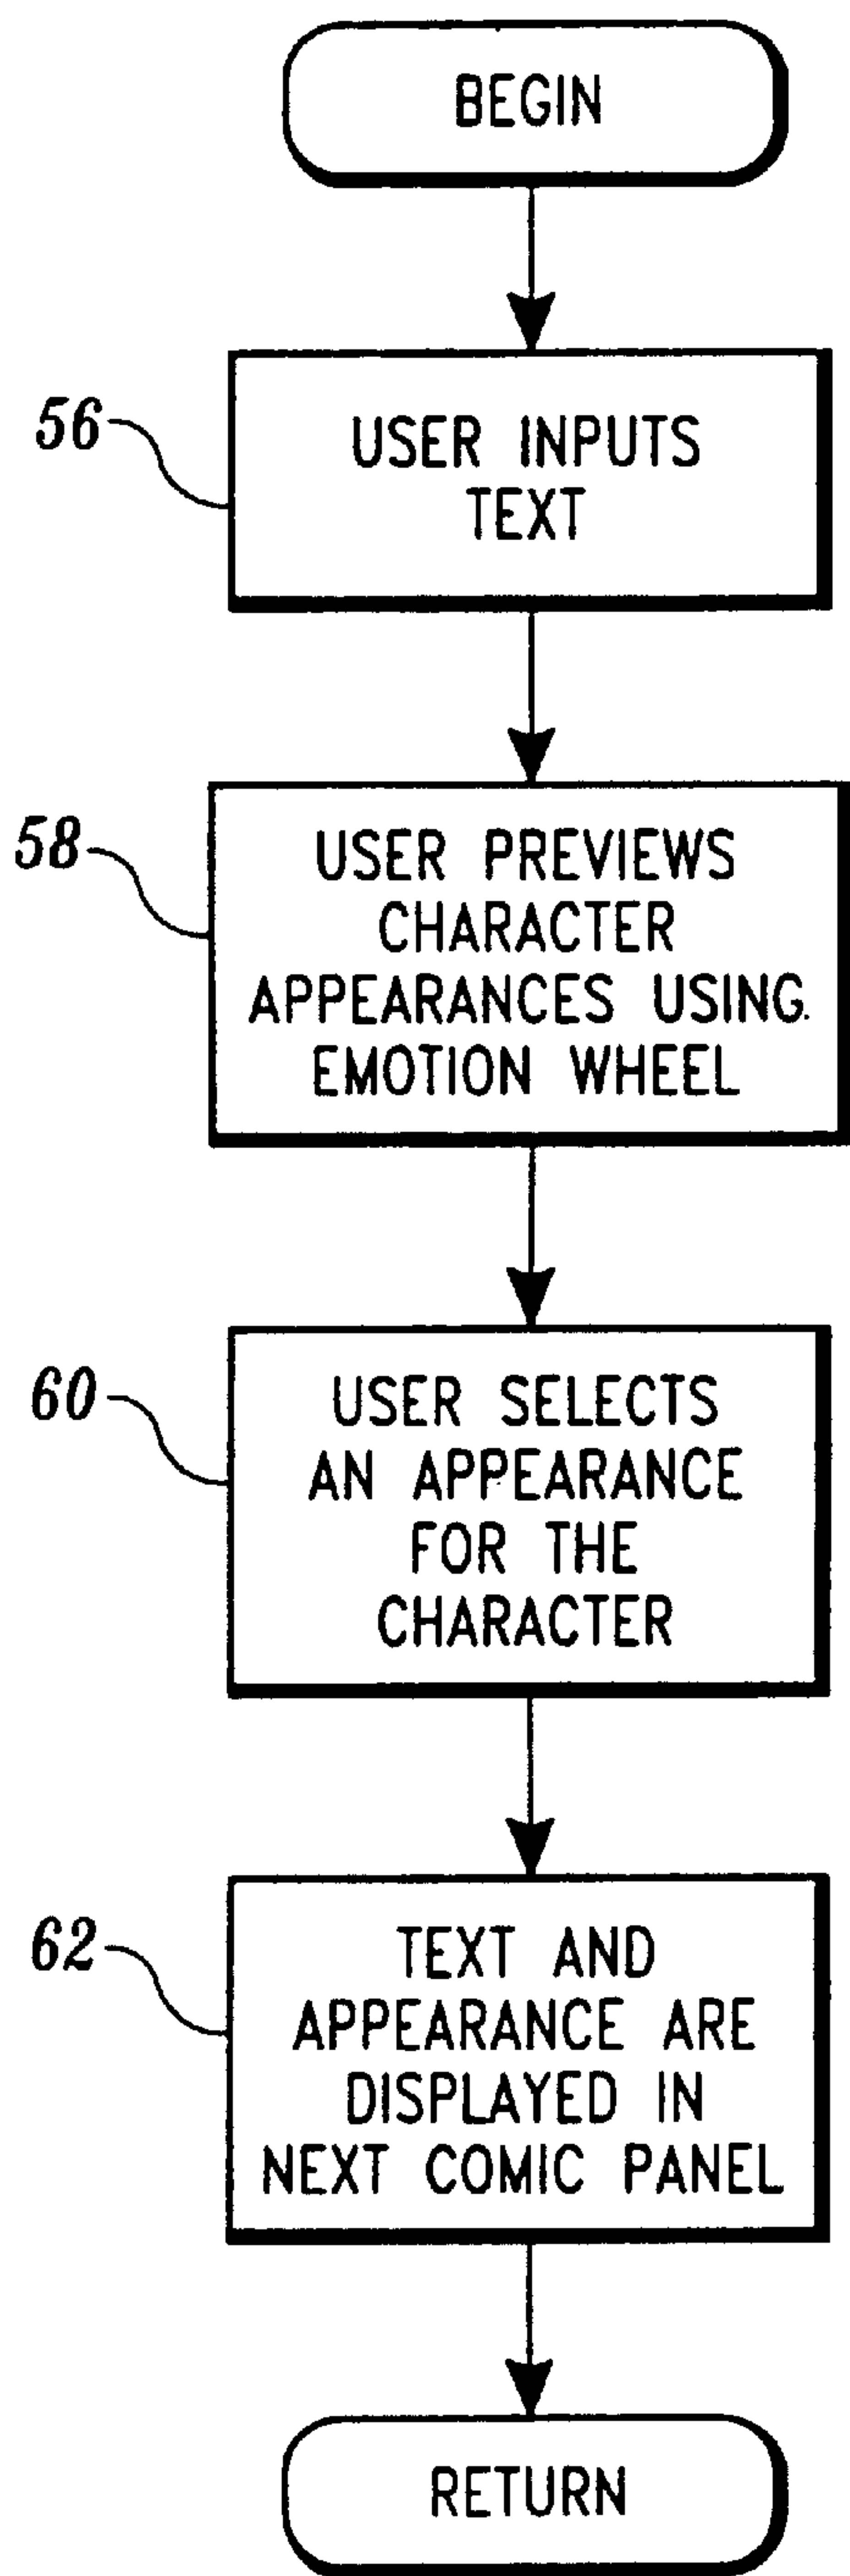 BEGIN
56
USER INPUTS
TEXT
58
USER PREVIEWS
CHARACTER
APPEARANCES USING
EMOTION WHEEL
60
USER SELECTS
AN APPEARANCE
FOR THE
CHARACTER
62
TEXT AND
APPEARANCE ARE
DISPLAYED IN
NEXT COMIC PANEL
RETURN